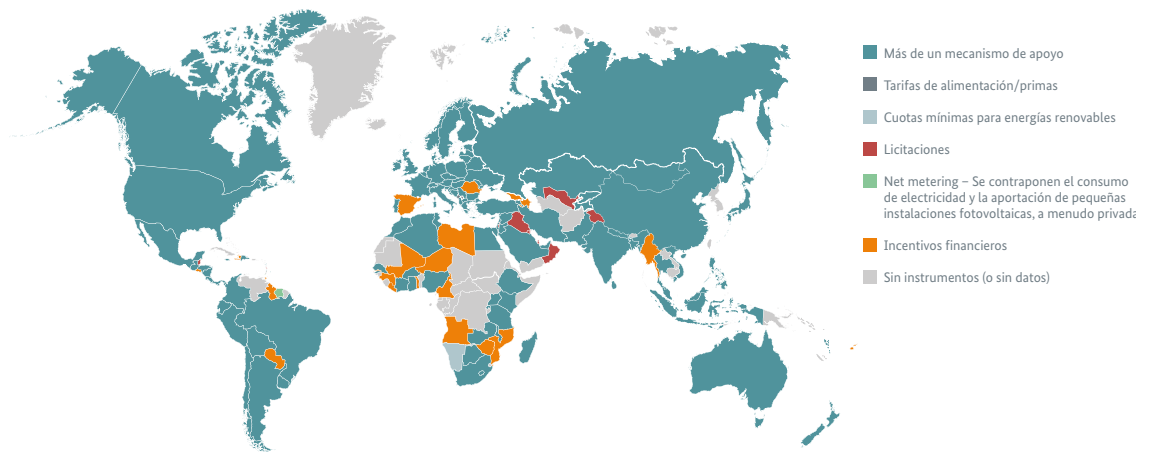 Más de un mecanismo de apoyo
Tarifas de alimentación/primas
Cuotas mínimas para energías renovables
Licitaciones
Net metering – Se contraponen el consumo
de electricidad y la aportación de pequeñas
instalaciones fotovoltaicas, a menudo privada
Incentivos financieros
Sin instrumentos (o sin datos)